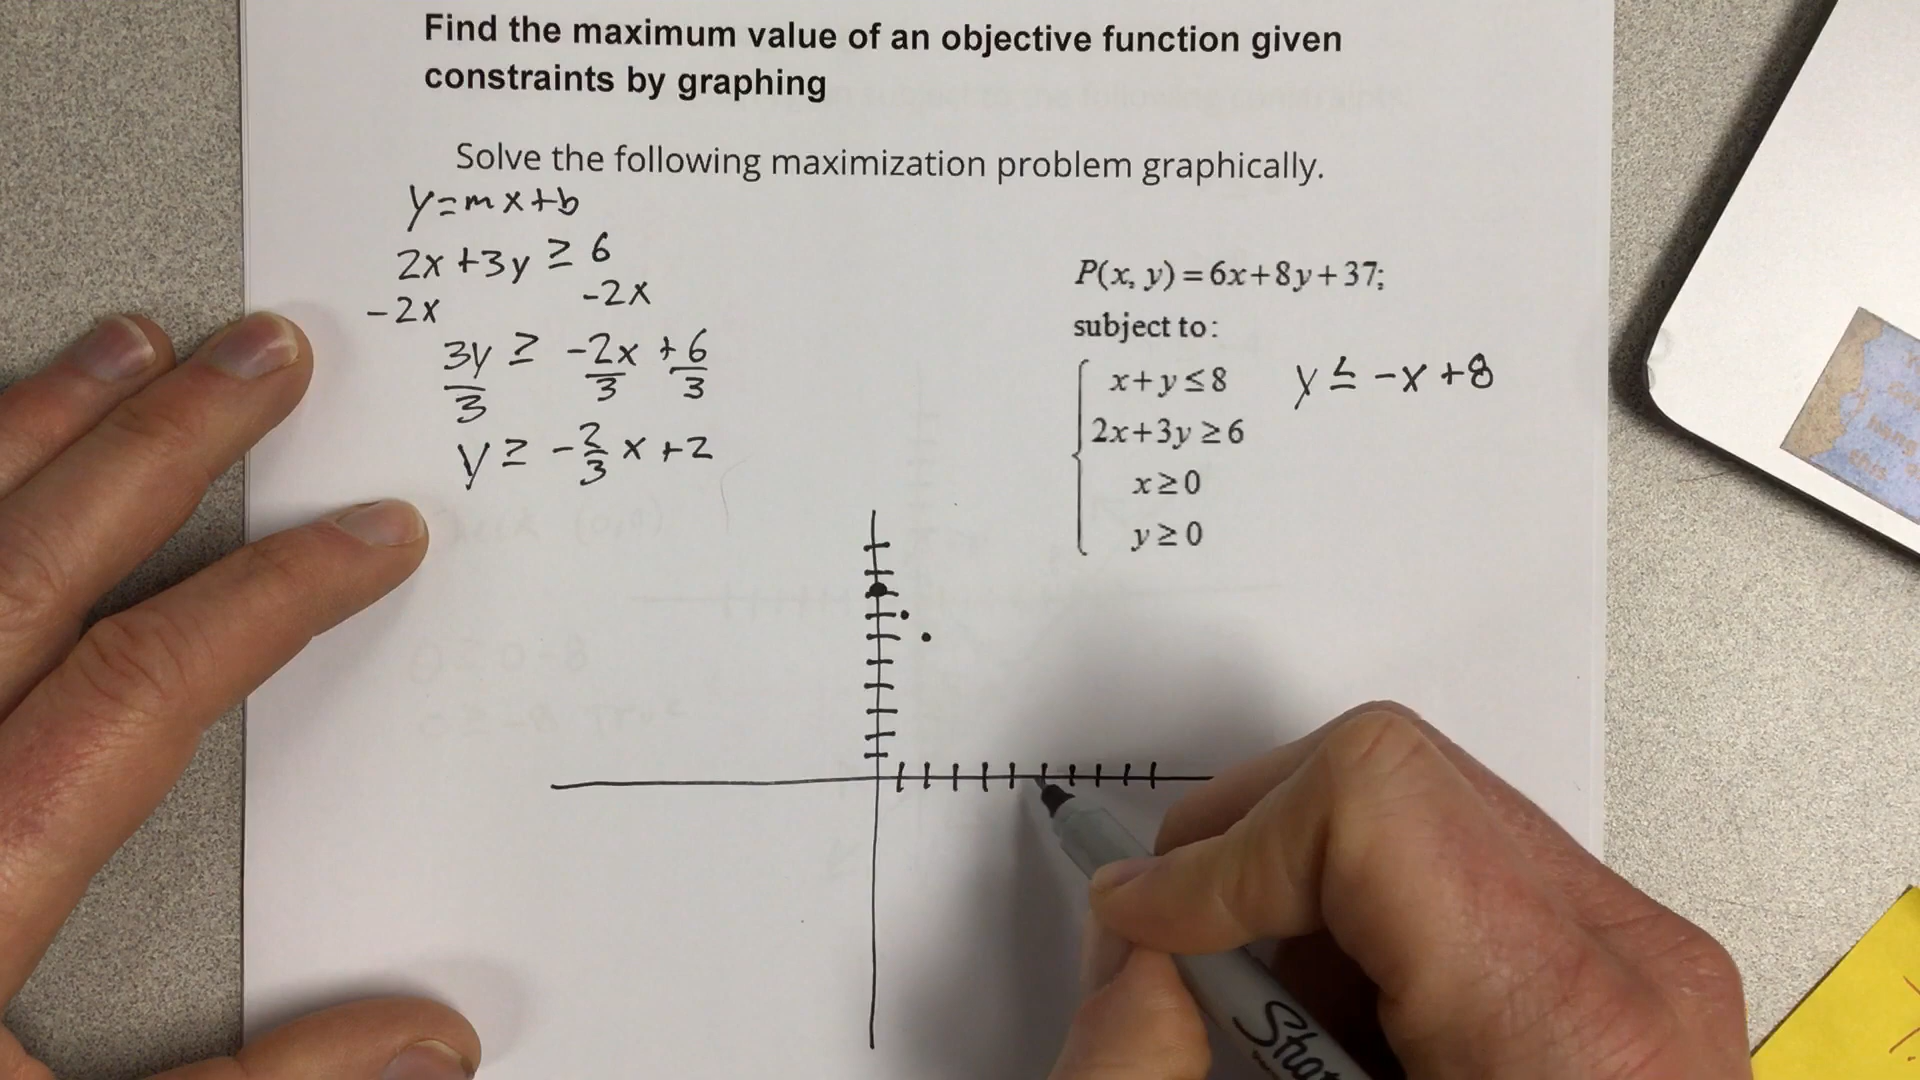 Find the maximum value of an objective function given
constraints by graphing
Solve the following maximization problem graphically.
y=mx+b
2x+3y ≥ 6
-2x -2x
3y ≥ -2x +6
3 3 3
y ≥ -2/3 x +2
P(x, y) = 6x+8y+37;
subject to:
x+y≤8 y ≤ -x +8
2x+3y ≥6
x≥0
y≥0